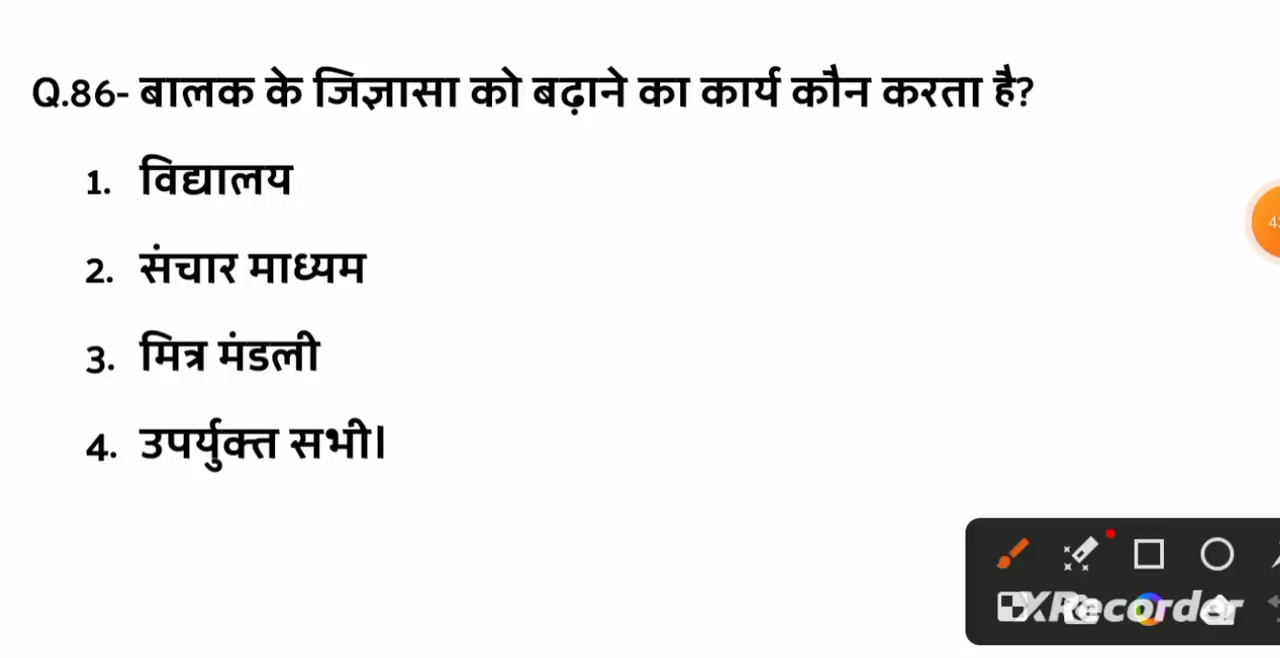 Q.86- बालक के जिज्ञासा को बढ़ाने का कार्य कौन करता है?
1. विद्यालय
2. संचार माध्यम
3. मित्र मंडली
4. उपर्युक्त सभी।
XRecorder